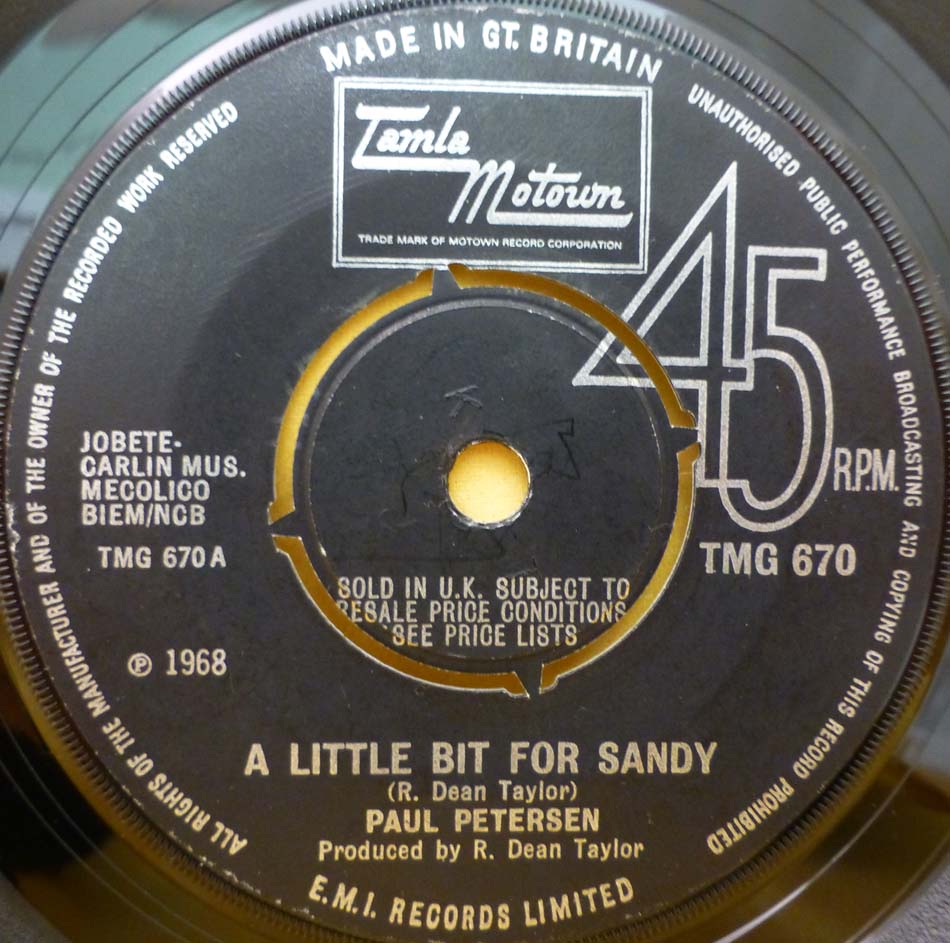 MADE IN GT. BRITAIN
Tamla
Motown
TRADE MARK OF MOTOWN RECORD CORPORATION
ALL RIGHTS OF THE MANUFACTURER AND OF THE OWNER OF THE RECORDED WORK RESERVED
UNAUTHORISED PUBLIC PERFORMANCE BROADCASTING AND COPYING OF THIS RECORD PROHIBITED
45
R.P.M.
JOBETE-
CARLIN MUS.
MECOLICO
BIEM/NCB
TMG 670 A
TMG 670
SOLD IN U.K. SUBJECT TO
RESALE PRICE CONDITIONS
SEE PRICE LISTS
℗ 1968
A LITTLE BIT FOR SANDY
(R. Dean Taylor)
PAUL PETERSEN
Produced by R. Dean Taylor
E.M.I. RECORDS LIMITED